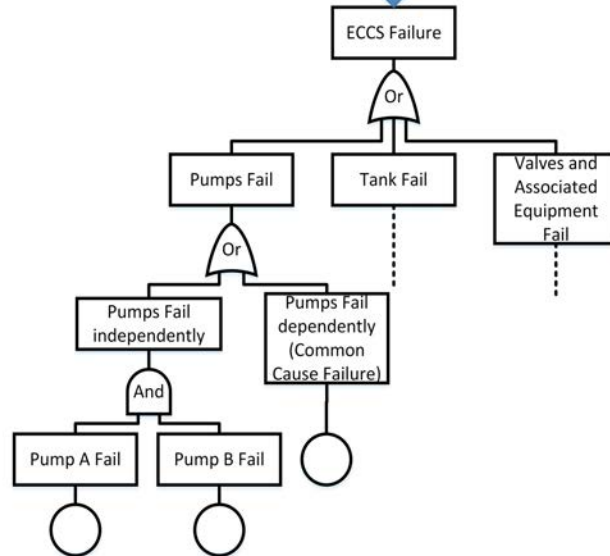 ECCS Failure
Or
Pumps Fail
Tank Fail
Valves and
Associated
Equipment
Fail
Or
Pumps Fail
independently
Pumps Fail
dependently
(Common
Cause Failure)
And
Pump A Fail
Pump B Fail